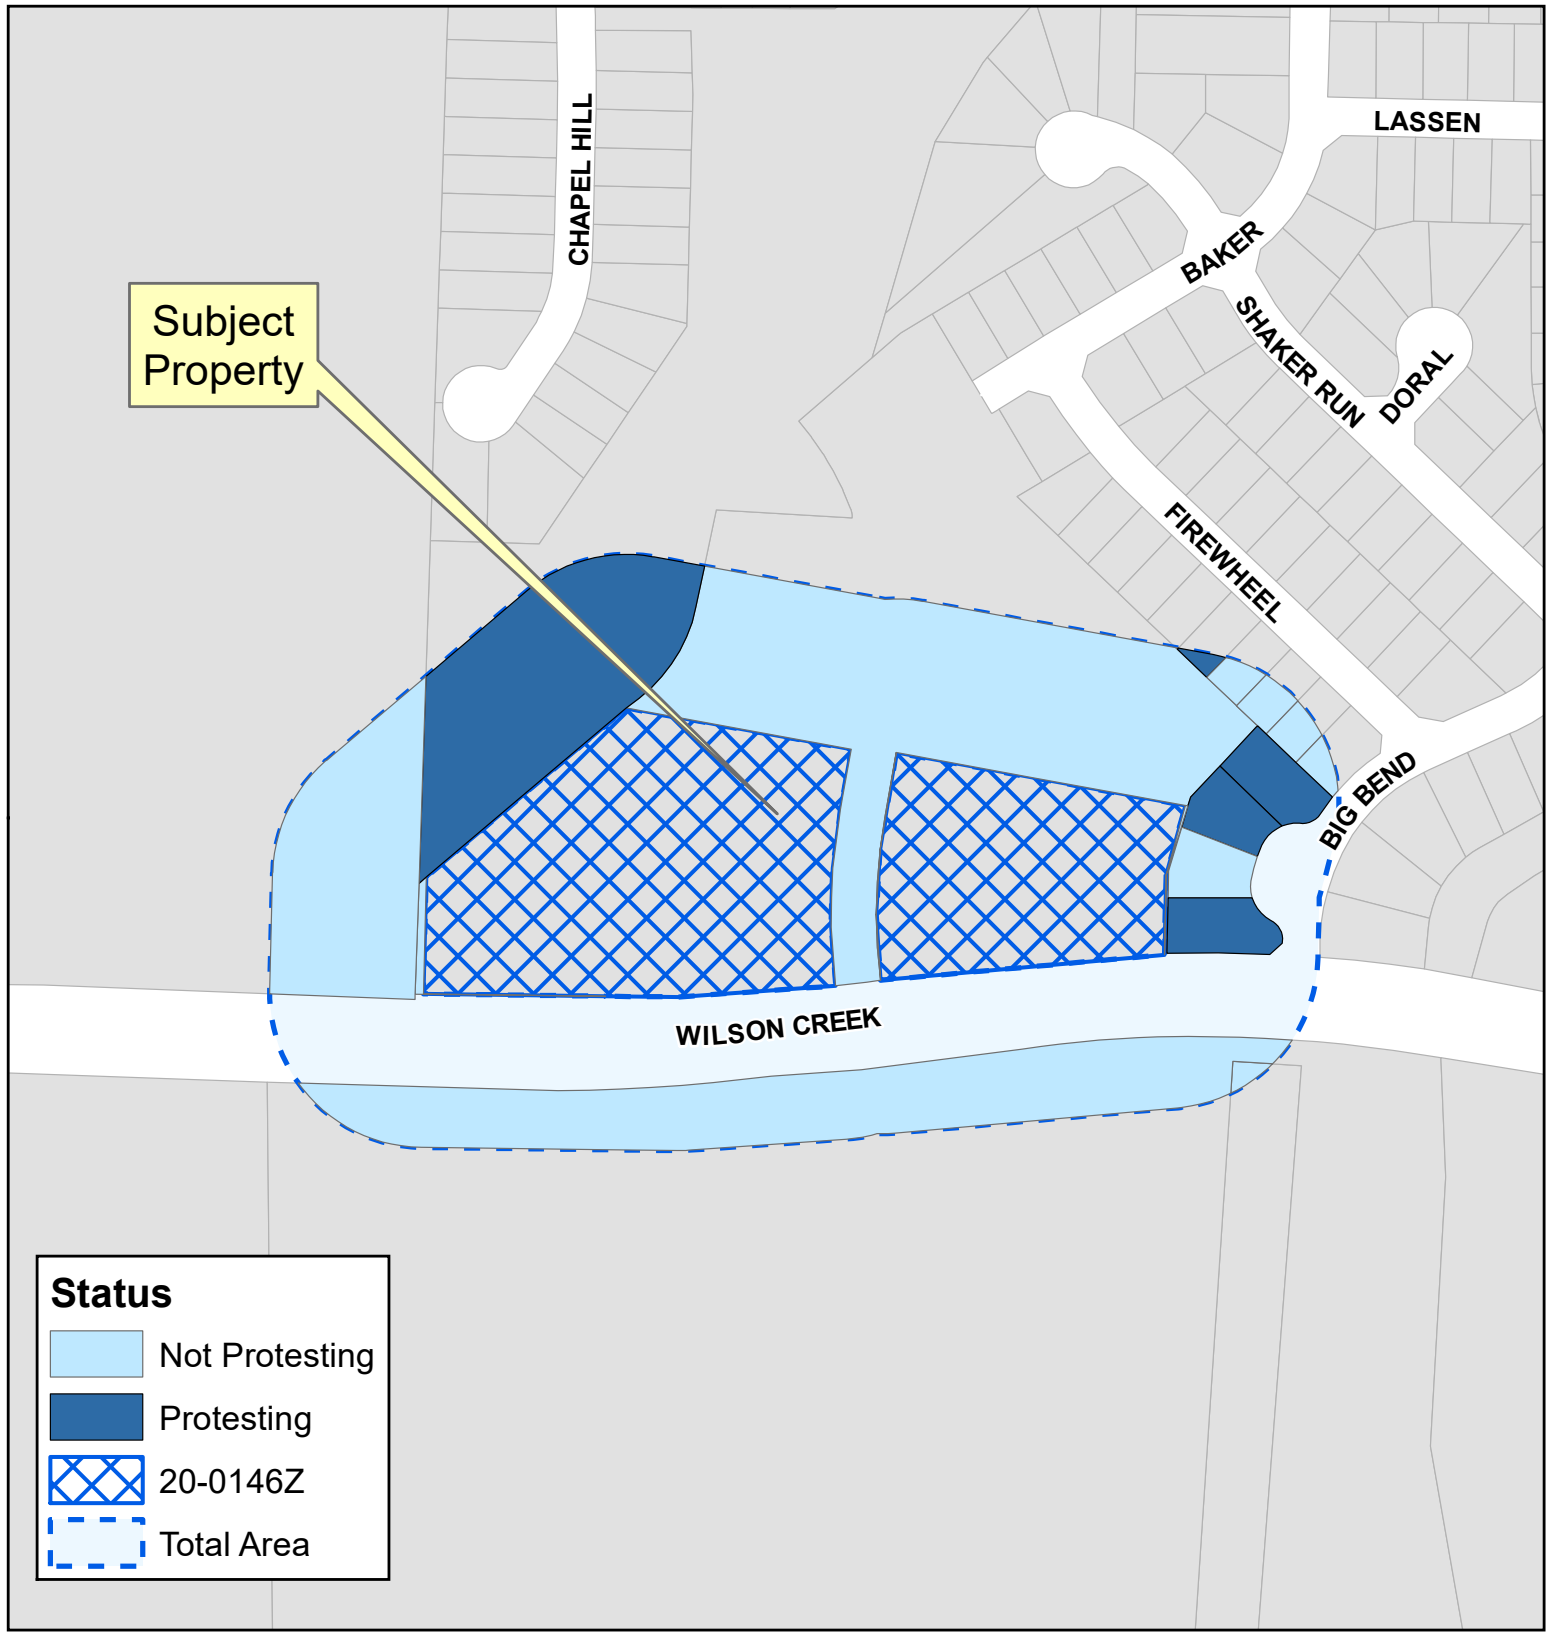 LASSEN
CHAPEL HILL
BAKER
SHAKER RUN
DORAL
Subject
Property
FIREWHEEL
BIG BEND
WILSON CREEK
Status
Not Protesting
Protesting
20-0146Z
Total Area